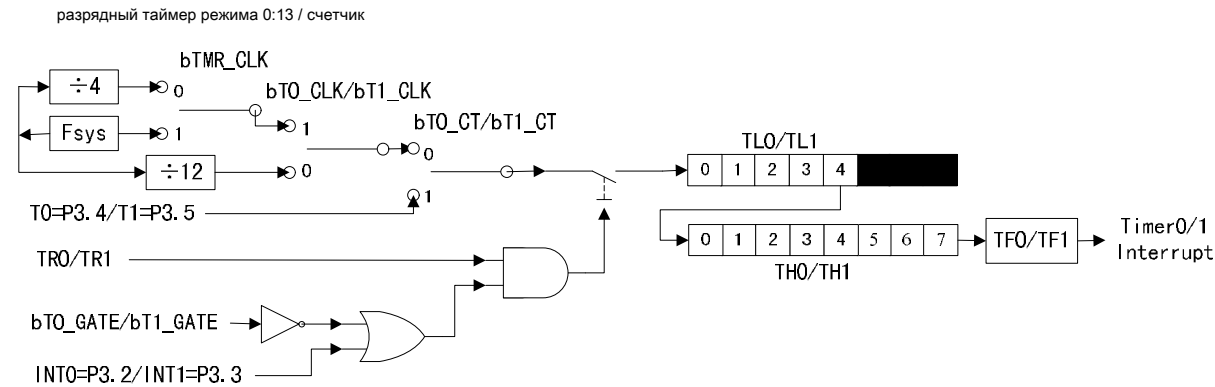 разрядный таймер режима 0:13 / счетчик
bTMR_CLK
÷4
0
bT0_CLK/bT1_CLK
Fsys
1
1
bT0_CT/bT1_CT
0
÷12
0
TL0/TL1
0 1 2 3 4
1
T0=P3.4/T1=P3.5
0 1 2 3 4 5 6 7
TF0/TF1
Timer0/1
Interrupt
TR0/TR1
TH0/TH1
bT0_GATE/bT1_GATE
INT0=P3.2/INT1=P3.3